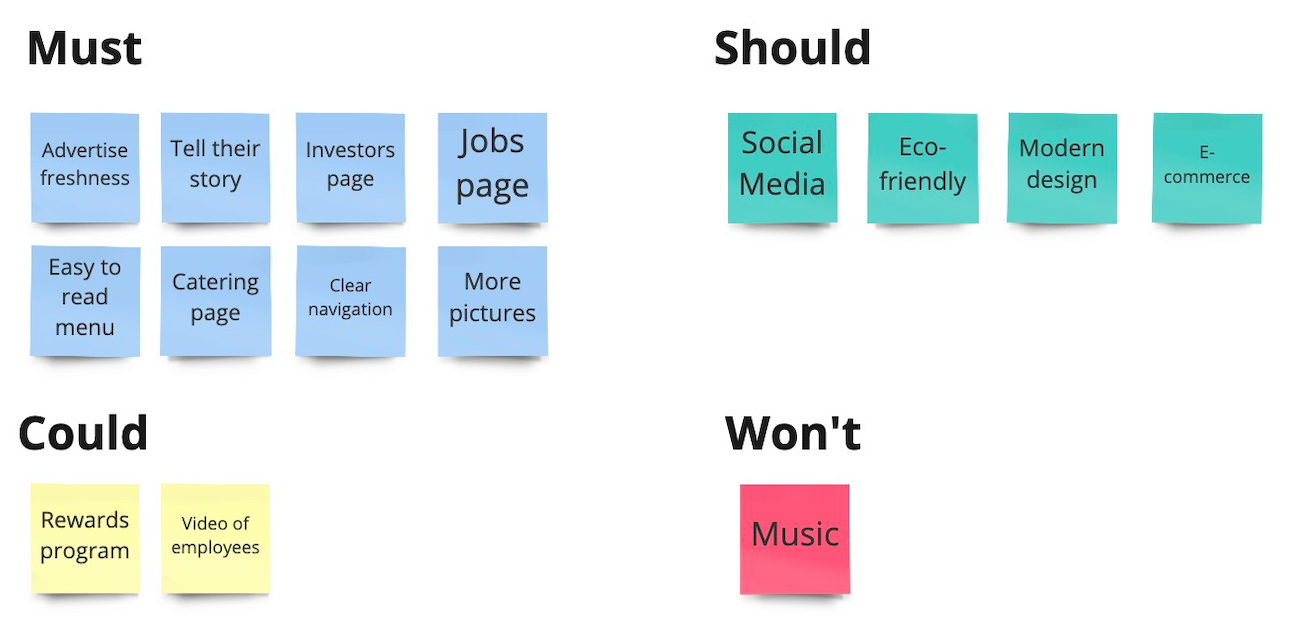 Must
Advertise
freshness
Tell their
story
Investors
page
Jobs
page
Easy to
read
menu
Catering
page
Clear
navigation
More
pictures
Should
Social
Media
Eco-
friendly
Modern
design
E-
commerce
Could
Rewards
program
Video of
employees
Won't
Music